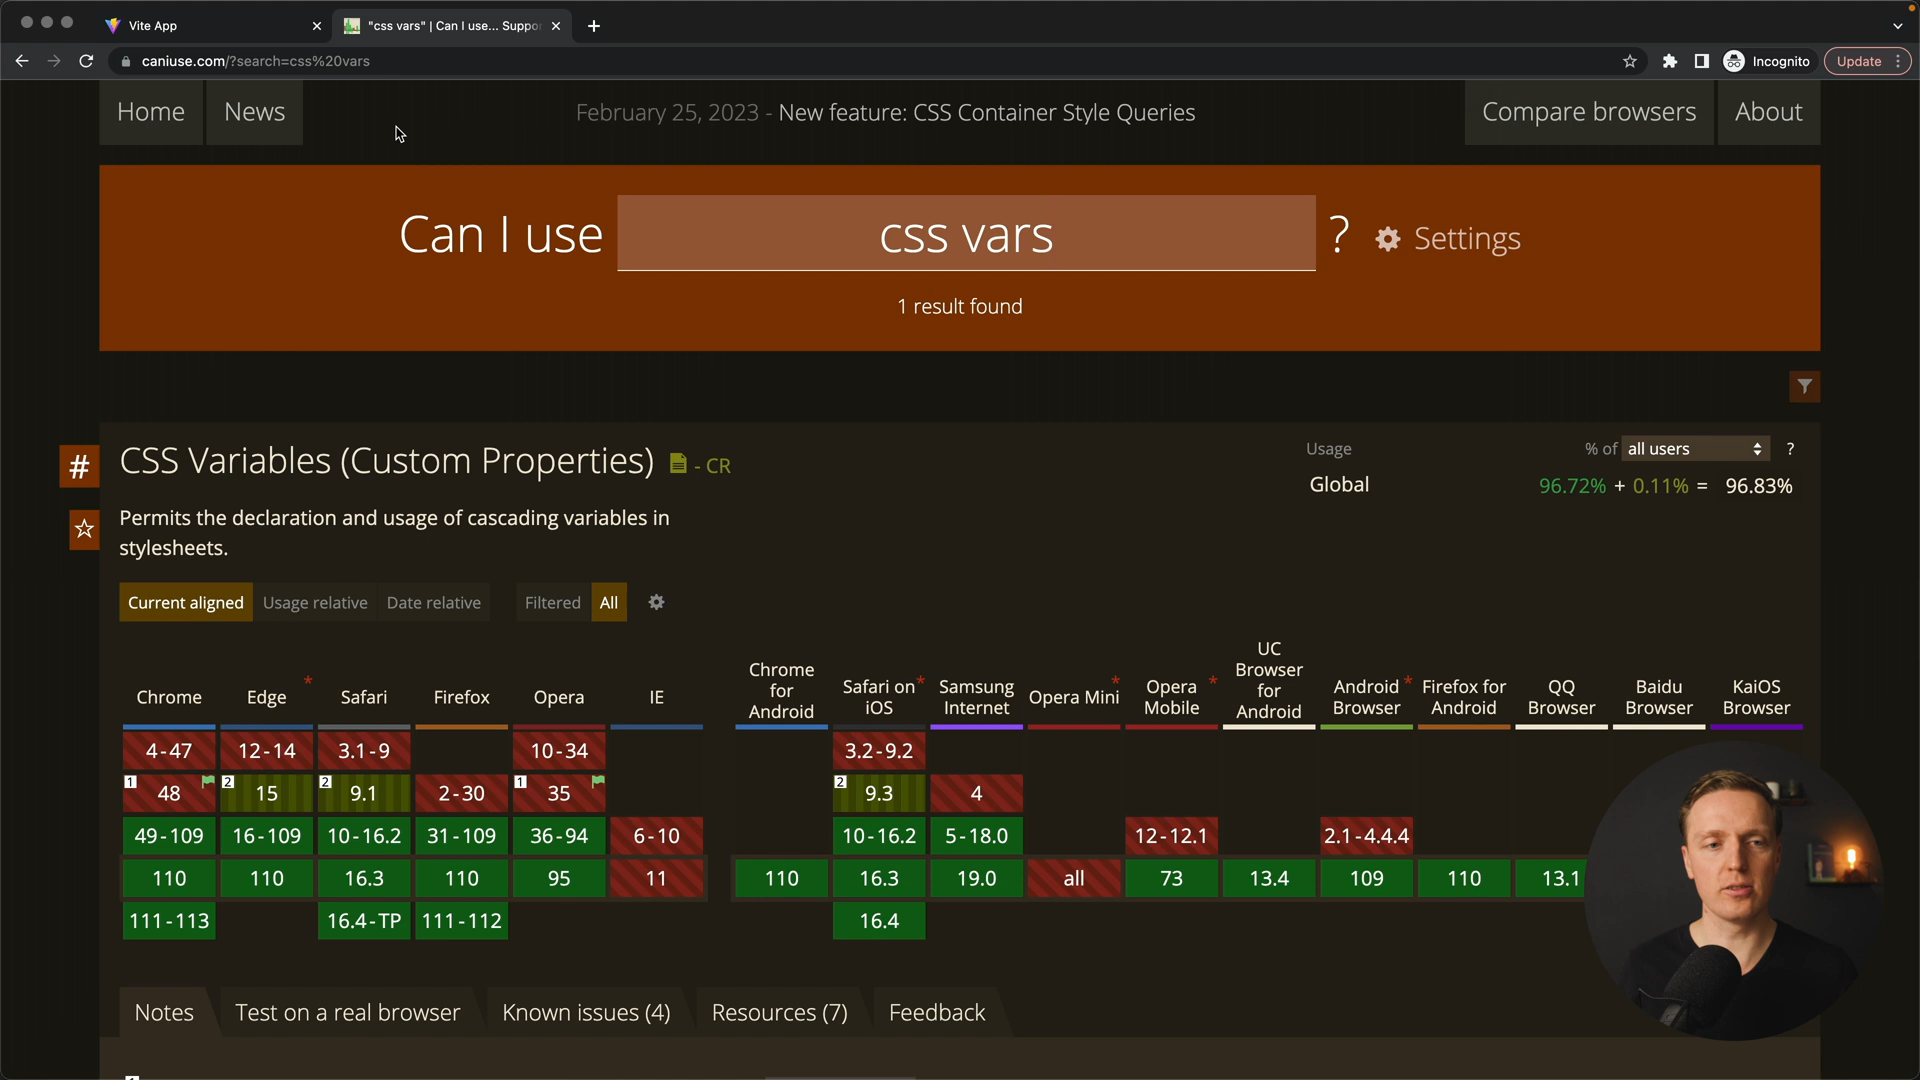 Vite App
"css vars" | Can I use... Suppor
caniuse.com/?search=css%20vars
Incognito
Update
Home
News
February 25, 2023 - New feature: CSS Container Style Queries
Compare browsers
About
Can I use css vars ?
Settings
1 result found
# CSS Variables (Custom Properties) - CR
Usage % of all users ?
Global 96.72% + 0.11% = 96.83%
Permits the declaration and usage of cascading variables in
stylesheets.
Current aligned Usage relative Date relative Filtered All
Chrome Edge * Safari Firefox Opera IE
Chrome for Android
Safari on iOS *
Samsung Internet
Opera Mini *
Opera Mobile *
UC Browser for Android
Android Browser *
Firefox for Android
QQ Browser
Baidu Browser
KaiOS Browser
4-47 12-14 3.1-9 10-34 3.2-9.2
1 48 2 15 2 9.1 2-30 1 35 2 9.3 4
49-109 16-109 10-16.2 31-109 36-94 6-10 10-16.2 5-18.0 12-12.1 2.1-4.4.4
110 110 16.3 110 95 11 110 16.3 19.0 all 73 13.4 109 110 13.1
111-113 16.4-TP 111-112 16.4
Notes Test on a real browser Known issues (4) Resources (7) Feedback